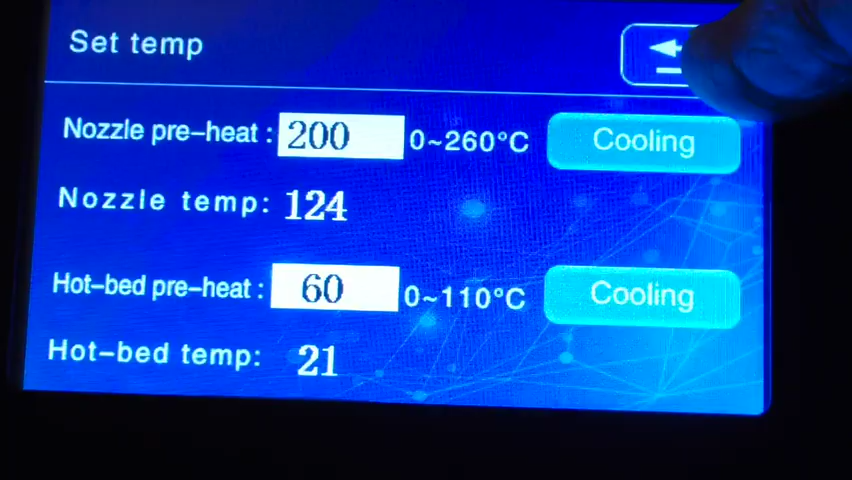 Set temp
Nozzle pre-heat : 200 0~260°C Cooling
Nozzle temp: 124
Hot-bed pre-heat : 60 0~110°C Cooling
Hot-bed temp: 21